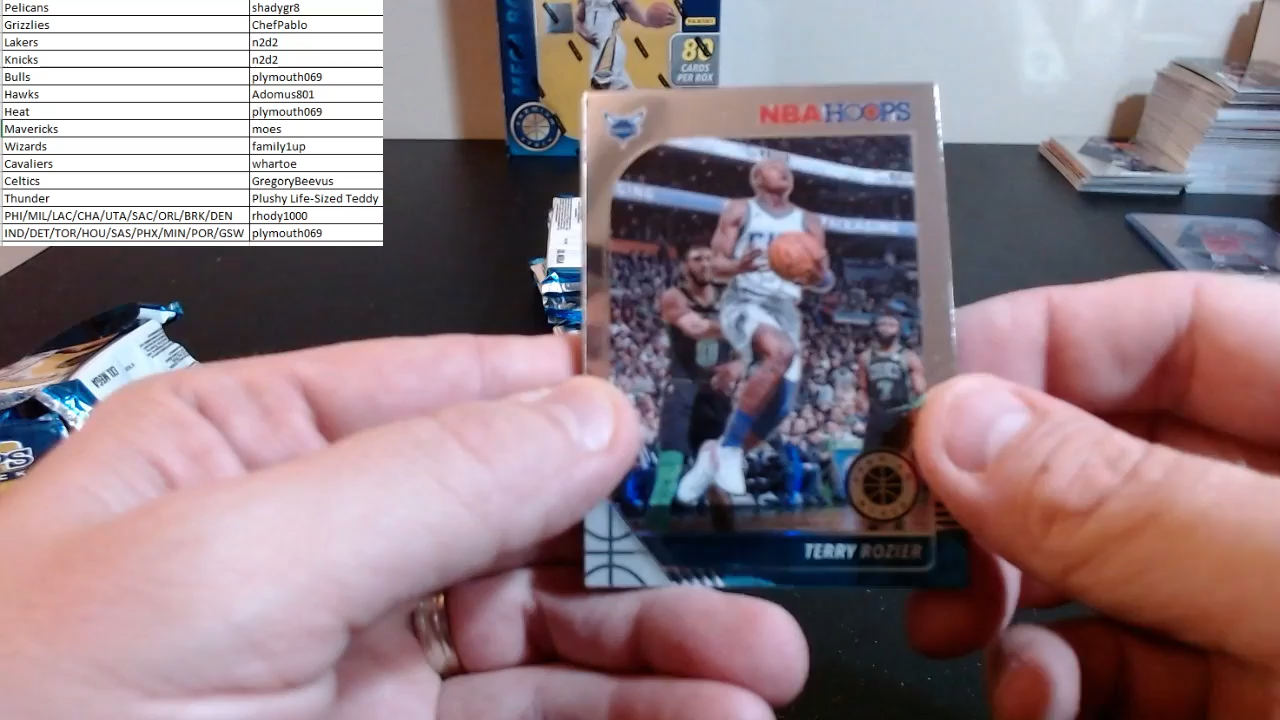 Pelicans shadygr8
Grizzlies ChefPablo
Lakers n2d2
Knicks n2d2
Bulls plymouth069
Hawks Adomus801
Heat plymouth069
Mavericks moes
Wizards family1up
Cavaliers whartoe
Celtics GregoryBeevus
Thunder Plushy Life-Sized Teddy
PHI/MIL/LAC/CHA/UTA/SAC/ORL/BRK/DEN rhody1000
IND/DET/TOR/HOU/SAS/PHX/MIN/POR/GSW plymouth069
80
CARDS
PER BOX
NBA HOOPS
TERRY ROZIER